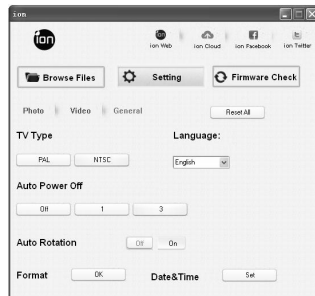 ion
ion
ion Web ion Cloud ion Facebook ion Twitter
Browse Files Setting Firmware Check
Photo Video General Reset All
TV Type Language:
PAL NTSC English
Auto Power Off
Off 1 3
Auto Rotation Off On
Format OK Date&Time Set